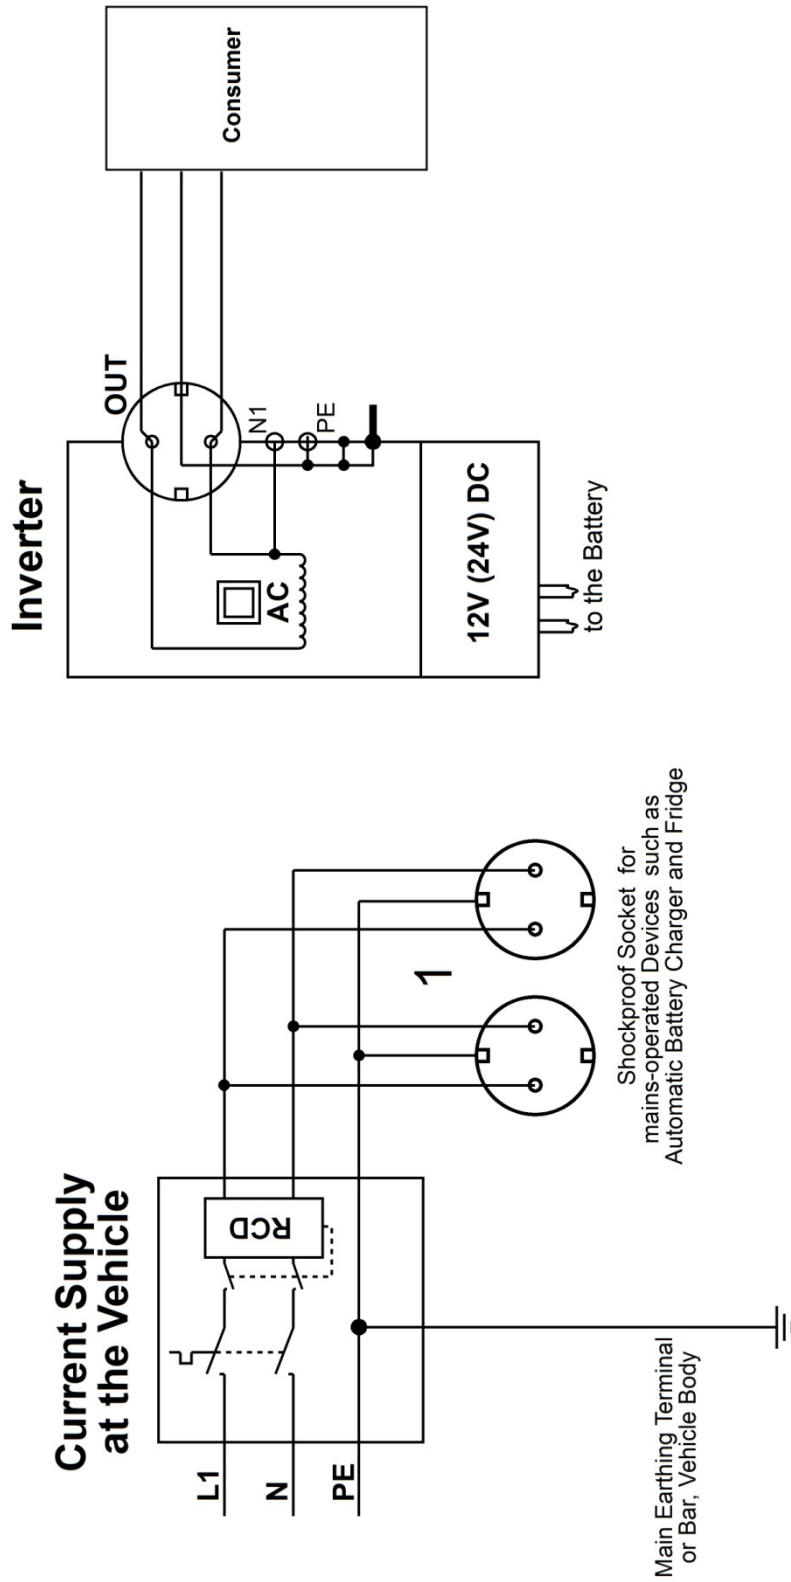 Current Supply
at the Vehicle
L1
N
PE
RCD
1
Shockproof Socket for
mains-operated Devices such as
Automatic Battery Charger and Fridge
Main Earthing Terminal
or Bar, Vehicle Body
Inverter
OUT
Consumer
N1
PE
AC
12V (24V) DC
to the Battery